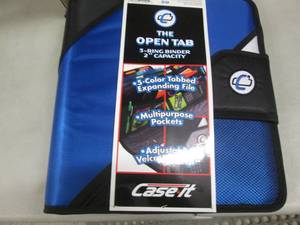 THE
OPEN TAB
3-RING BINDER
2" CAPACITY
•5-Color Tabbed
Expanding File
•Multipurpose
Pockets
•Adjustable
Velcro
Case•it